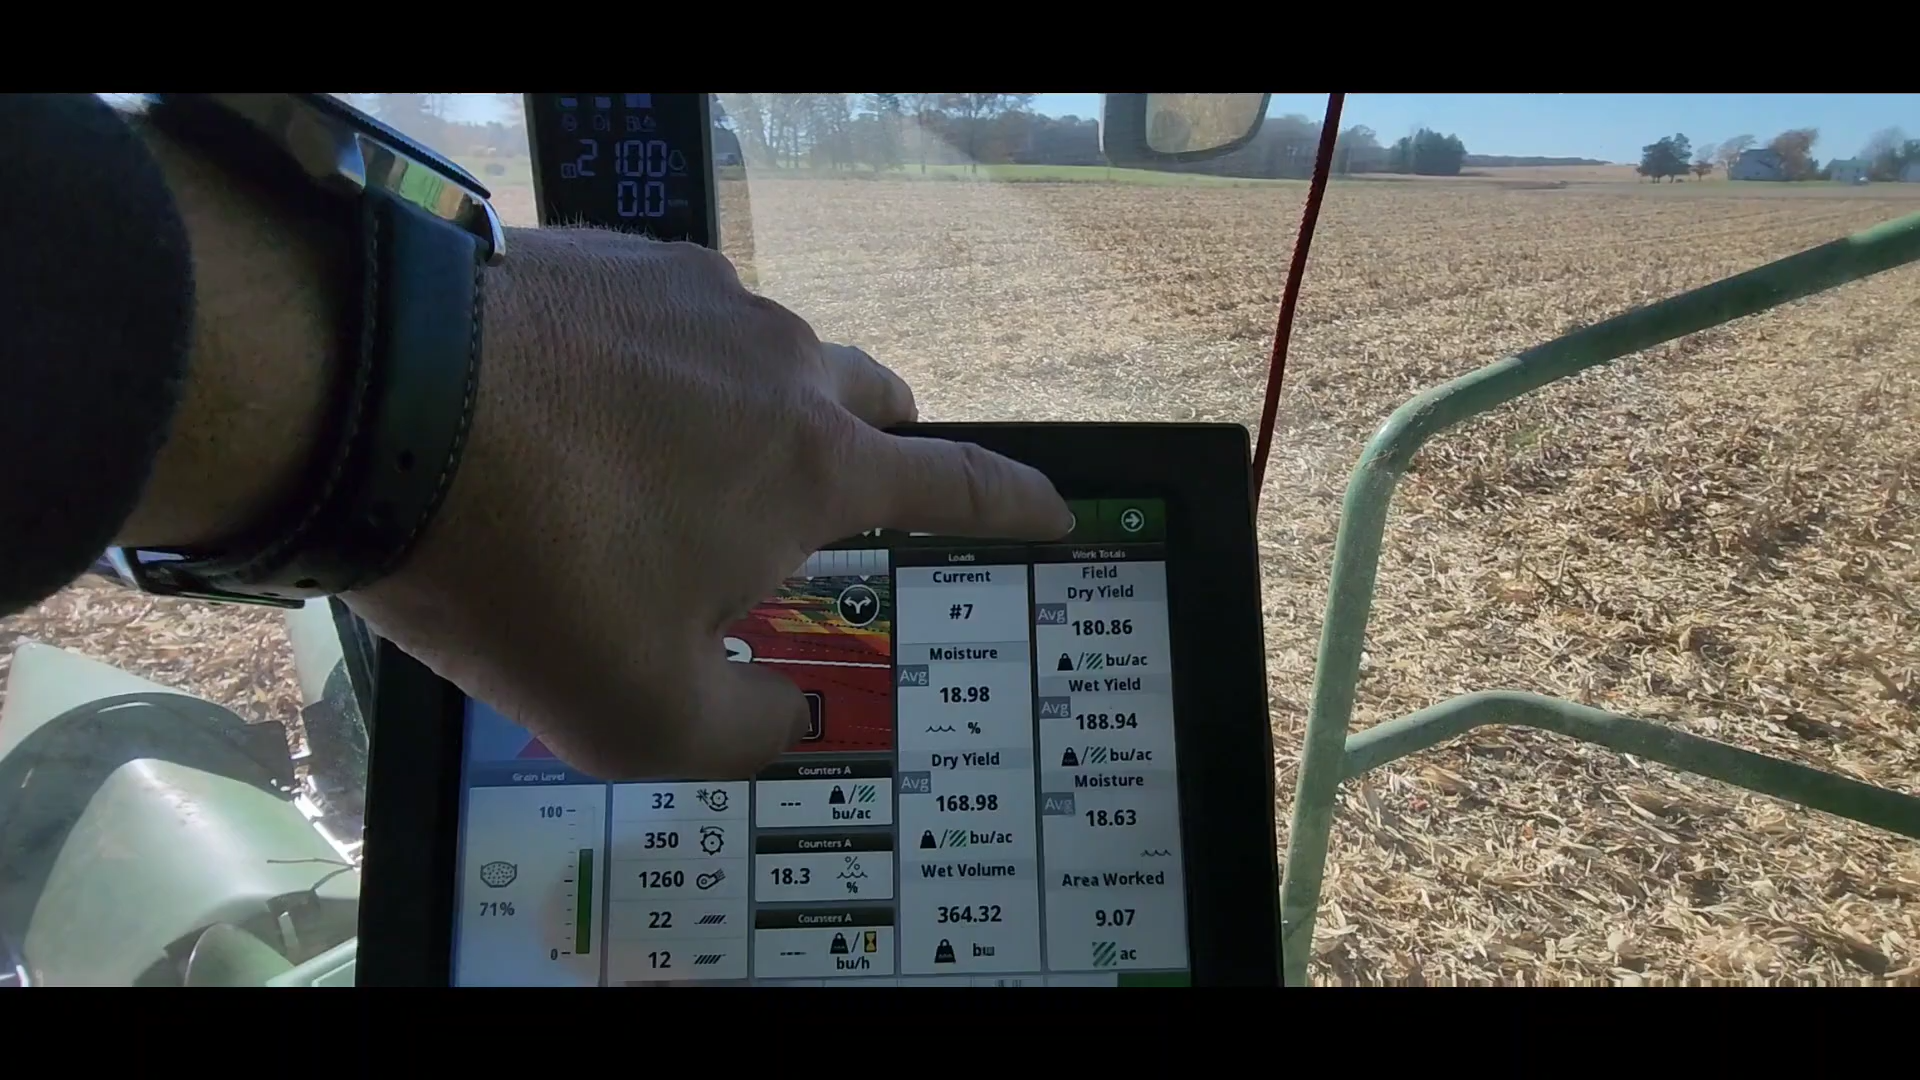 2100
0.0
Loads
Current
#7
Moisture
Avg
18.98
%
Dry Yield
Avg
168.98
bu/ac
Wet Volume
364.32
bu
Work Totals
Field
Dry Yield
Avg
180.86
bu/ac
Wet Yield
Avg
188.94
bu/ac
Moisture
Avg
18.63
Area Worked
9.07
ac
Grain Level
100
71%
0
32
350
1260
22
12
Counters A
---
bu/ac
Counters A
18.3
%
%
Counters A
---
bu/h